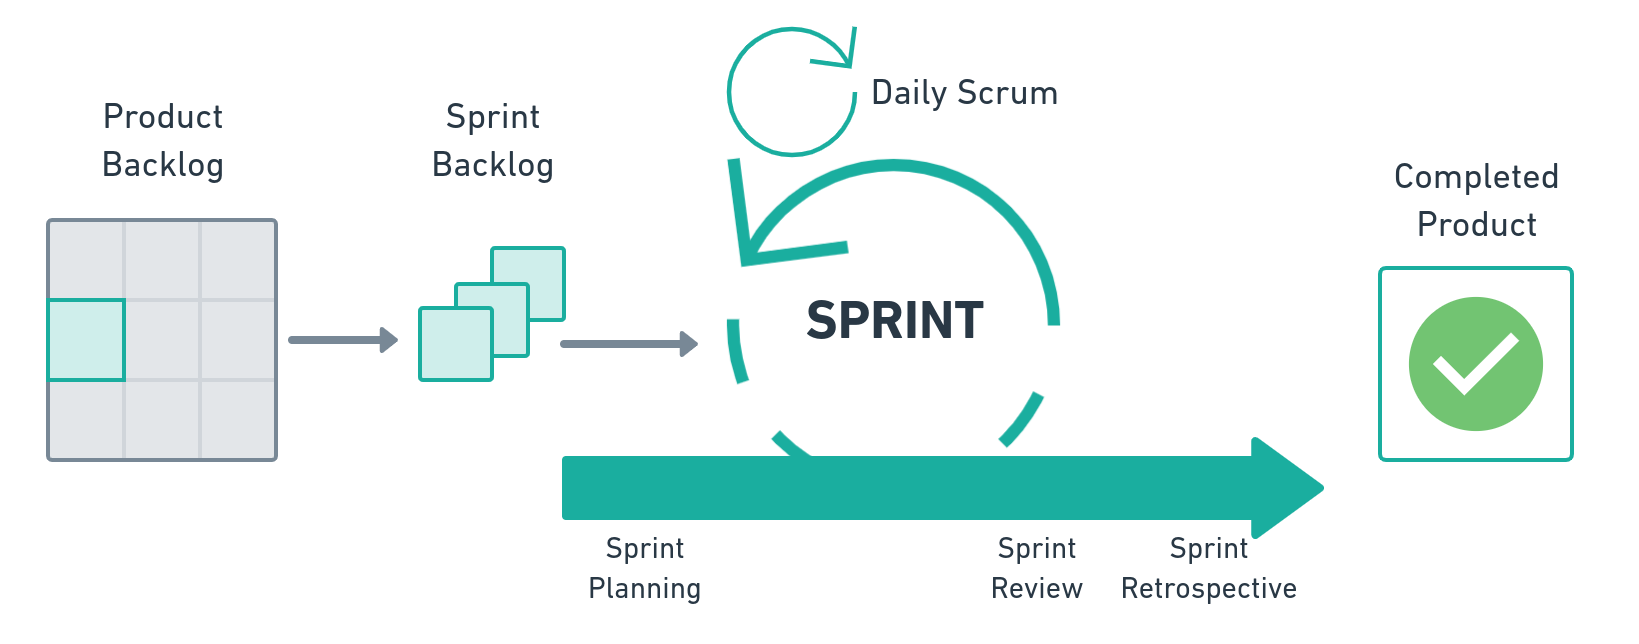 Product
Backlog
Sprint
Backlog
Daily Scrum
SPRINT
Completed
Product
Sprint
Planning
Sprint
Review
Sprint
Retrospective